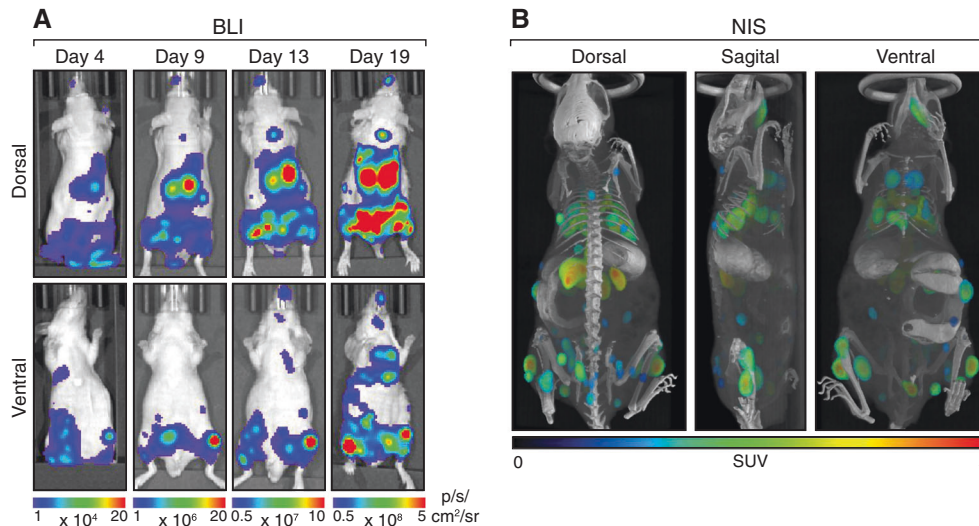 A
BLI
Day 4 Day 9 Day 13 Day 19
Dorsal
Ventral
1 x 10⁴ 20 1 x 10⁶ 20 0.5 x 10⁷ 10 0.5 x 10⁸ 5 p/s/
cm²/sr
B
NIS
Dorsal Sagital Ventral
0 SUV